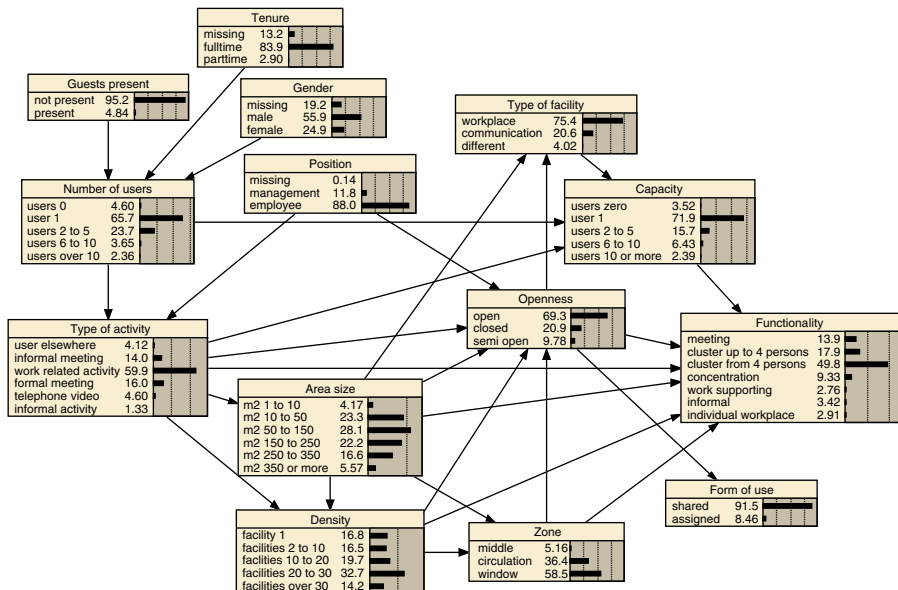 Tenure
missing 13.2
fulltime 83.9
parttime 2.90
Guests present
not present 95.2
present 4.84
Gender
missing 19.2
male 55.9
female 24.9
Type of facility
workplace 75.4
communication 20.6
different 4.02
Position
missing 0.14
management 11.8
employee 88.0
Number of users
users 0 4.60
user 1 65.7
users 2 to 5 23.7
users 6 to 10 3.65
users over 10 2.36
Capacity
users zero 3.52
user 1 71.9
users 2 to 5 15.7
users 6 to 10 6.43
users 10 or more 2.39
Openness
open 69.3
closed 20.9
semi open 9.78
Type of activity
user elsewhere 4.12
informal meeting 14.0
work related activity 59.9
formal meeting 16.0
telephone video 4.60
informal activity 1.33
Functionality
meeting 13.9
cluster up to 4 persons 17.9
cluster from 4 persons 49.8
concentration 9.33
work supporting 2.76
informal 3.42
individual workplace 2.91
Area size
m2 1 to 10 4.17
m2 10 to 50 23.3
m2 50 to 150 28.1
m2 150 to 250 22.2
m2 250 to 350 16.6
m2 350 or more 5.57
Form of use
shared 91.5
assigned 8.46
Density
facility 1 16.8
facilities 2 to 10 16.5
facilities 10 to 20 19.7
facilities 20 to 30 32.7
facilities over 30 14.2
Zone
middle 5.16
circulation 36.4
window 58.5